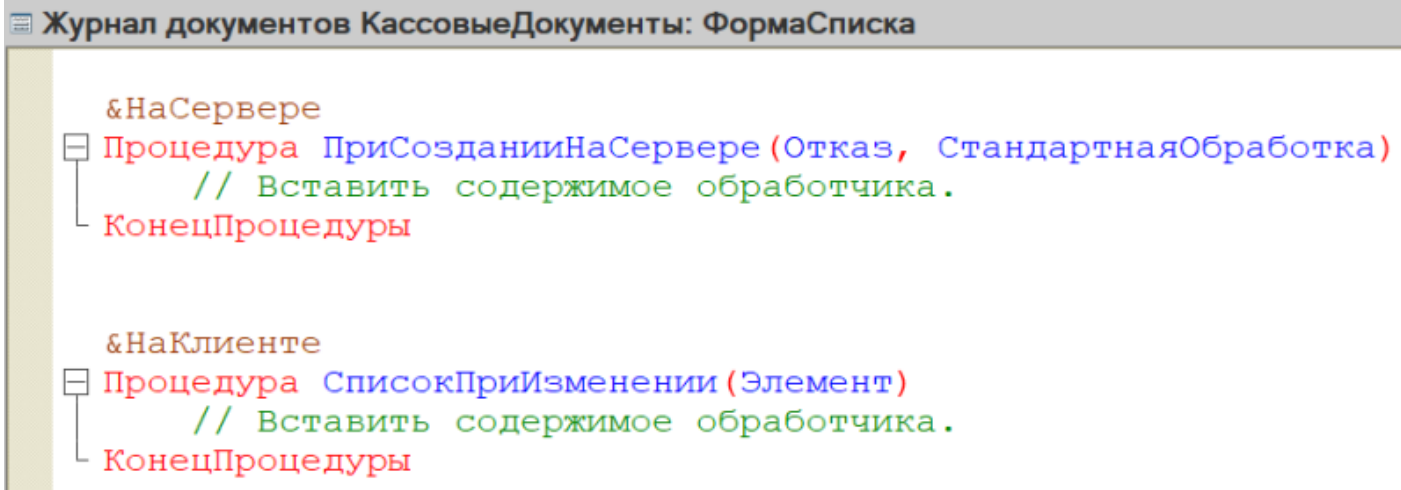 Журнал документов КассовыеДокументы: ФормаСписка
&НаСервере
Процедура ПриСозданииНаСервере(Отказ, СтандартнаяОбработка)
// Вставить содержимое обработчика.
КонецПроцедуры
&НаКлиенте
Процедура СписокПриИзменении(Элемент)
// Вставить содержимое обработчика.
КонецПроцедуры